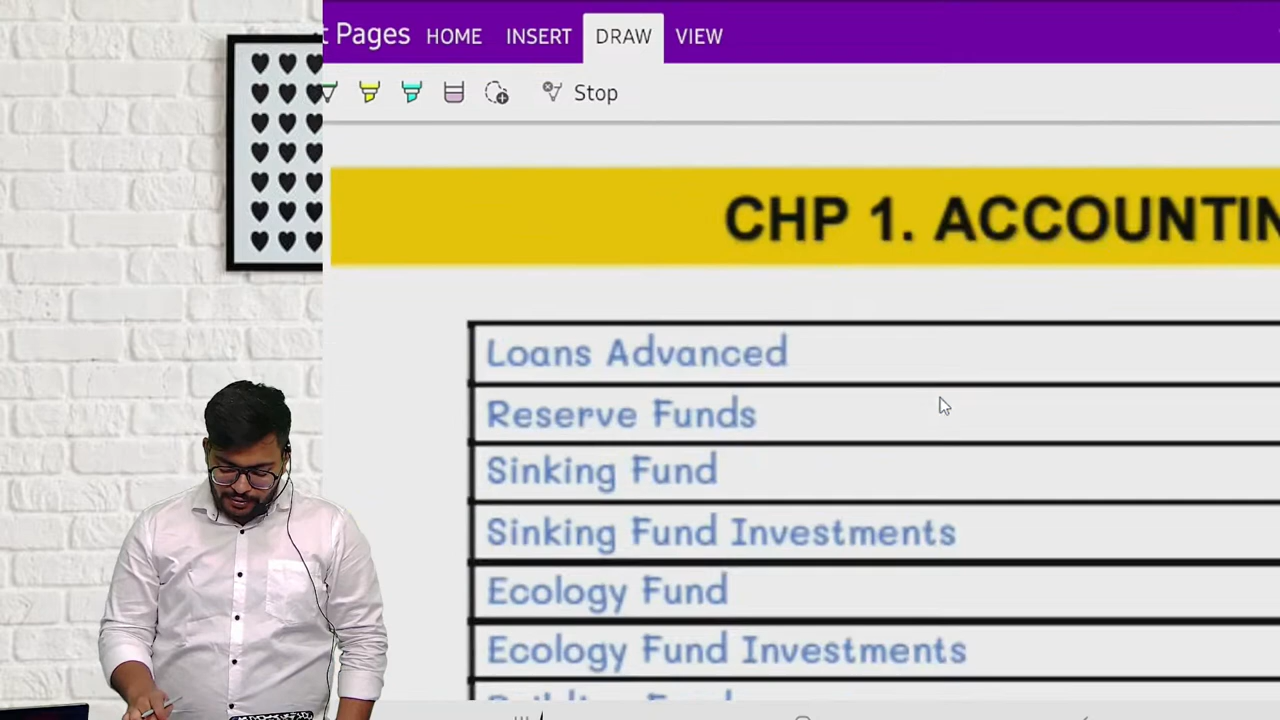 t Pages HOME INSERT DRAW VIEW
Stop
CHP 1. ACCOUNTIN
Loans Advanced
Reserve Funds
Sinking Fund
Sinking Fund Investments
Ecology Fund
Ecology Fund Investments